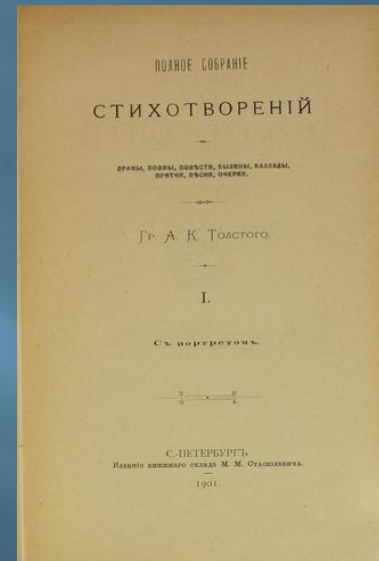 ПОЛНОЕ СОБРАНІЕ
СТИХОТВОРЕНІЙ
ДРАМЫ, ПОЭМЫ, ПОВѢСТИ, БЫЛИНЫ, БАЛЛАДЫ,
ПРИТЧИ, ПѢСНИ, ОЧЕРКИ.
Гр. А. К. Толстого.
I.
Съ портретомъ.
С.-ПЕТЕРБУРГЪ
Изданіе книжнаго склада М. М. Стасюлевича.
1901.